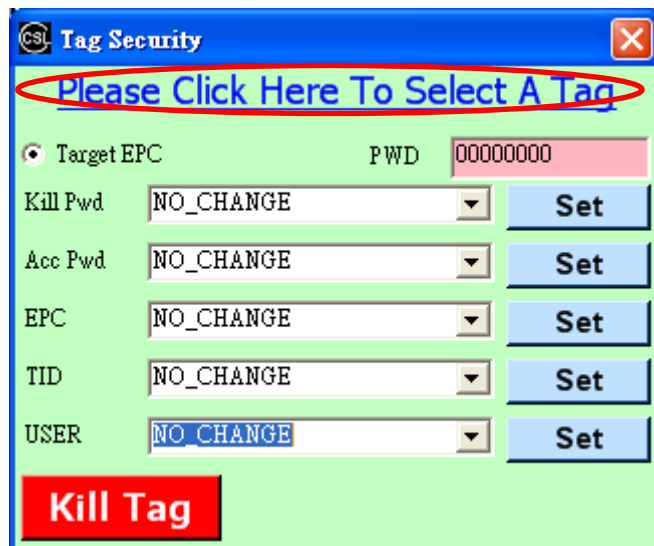 CSL Tag Security
Please Click Here To Select A Tag
Target EPC PWD 00000000
Kill Pwd NO_CHANGE Set
Acc Pwd NO_CHANGE Set
EPC NO_CHANGE Set
TID NO_CHANGE Set
USER NO_CHANGE Set
Kill Tag